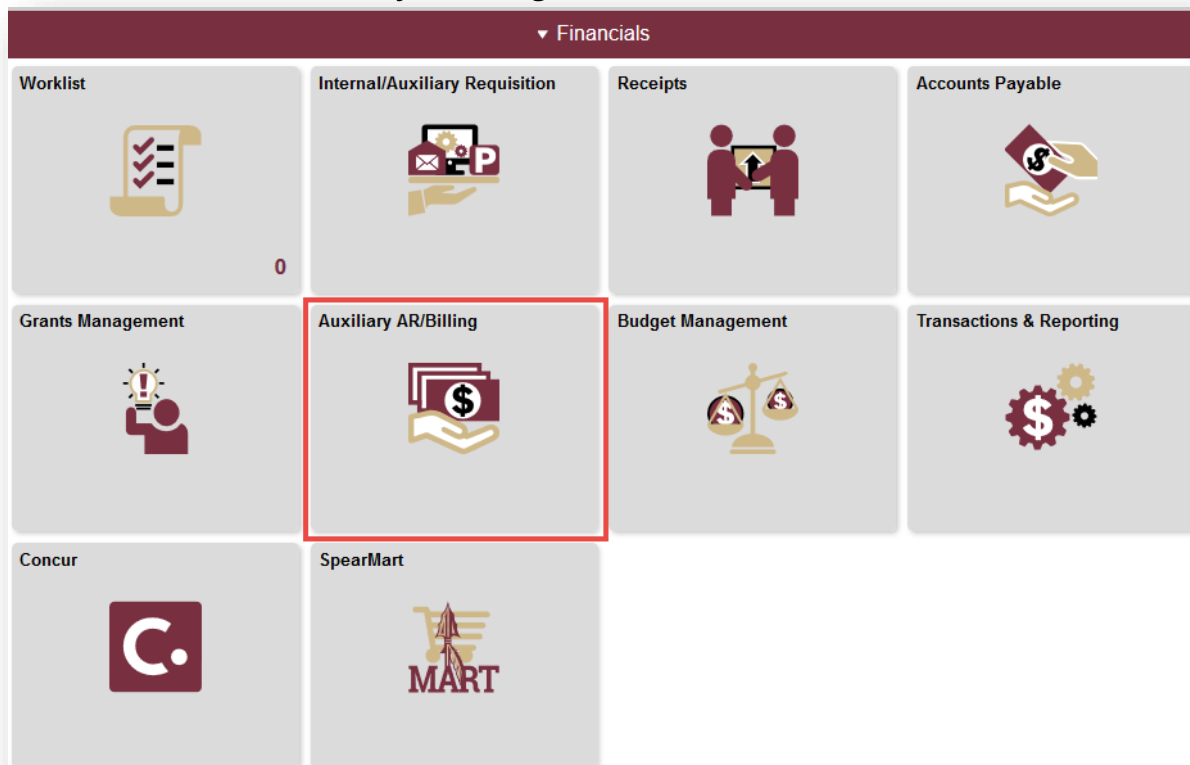 ▾ Financials
Worklist
Internal/Auxiliary Requisition
Receipts
Accounts Payable
P
$
0
Grants Management
Auxiliary AR/Billing
Budget Management
Transactions & Reporting
!
$
$ $
$
Concur
SpearMart
C.
MART